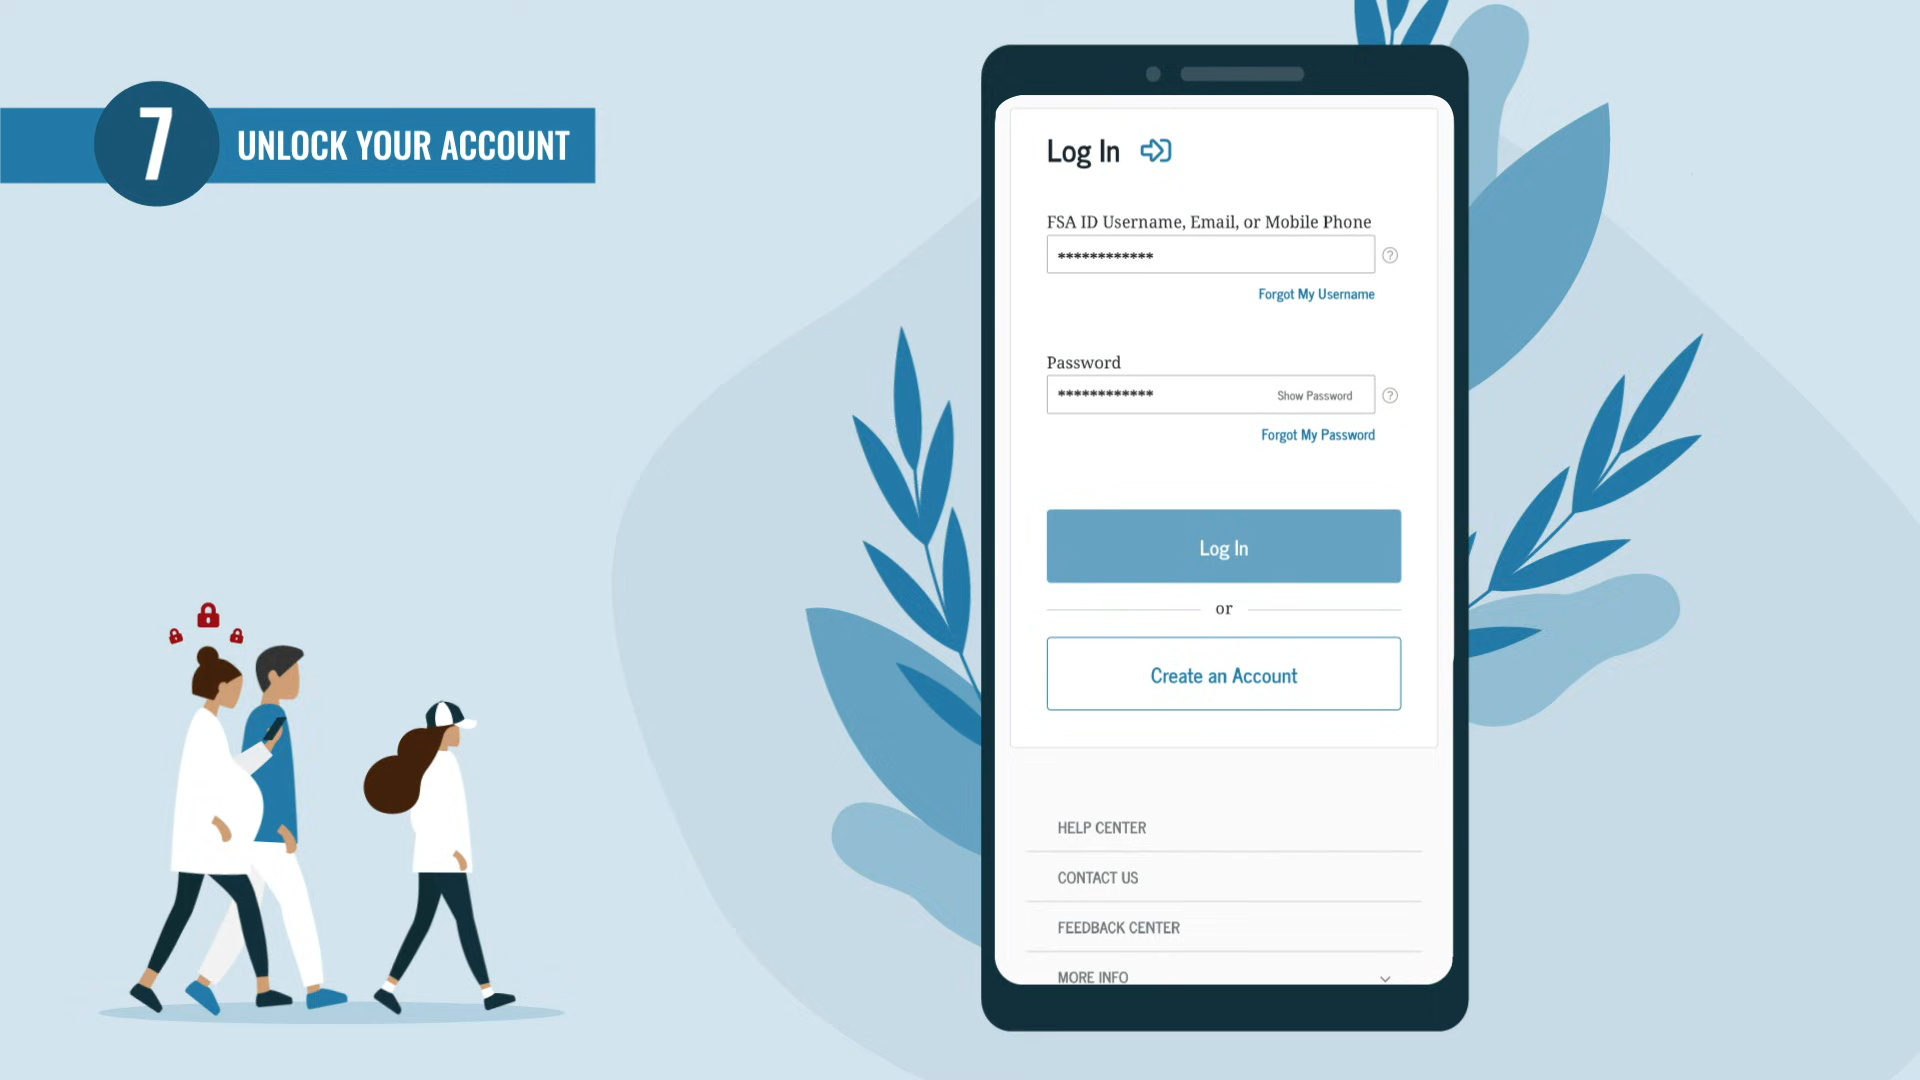 7
UNLOCK YOUR ACCOUNT
Log In
FSA ID Username, Email, or Mobile Phone
************
?
Forgot My Username
Password
************
Show Password
?
Forgot My Password
Log In
or
Create an Account
HELP CENTER
CONTACT US
FEEDBACK CENTER
MORE INFO